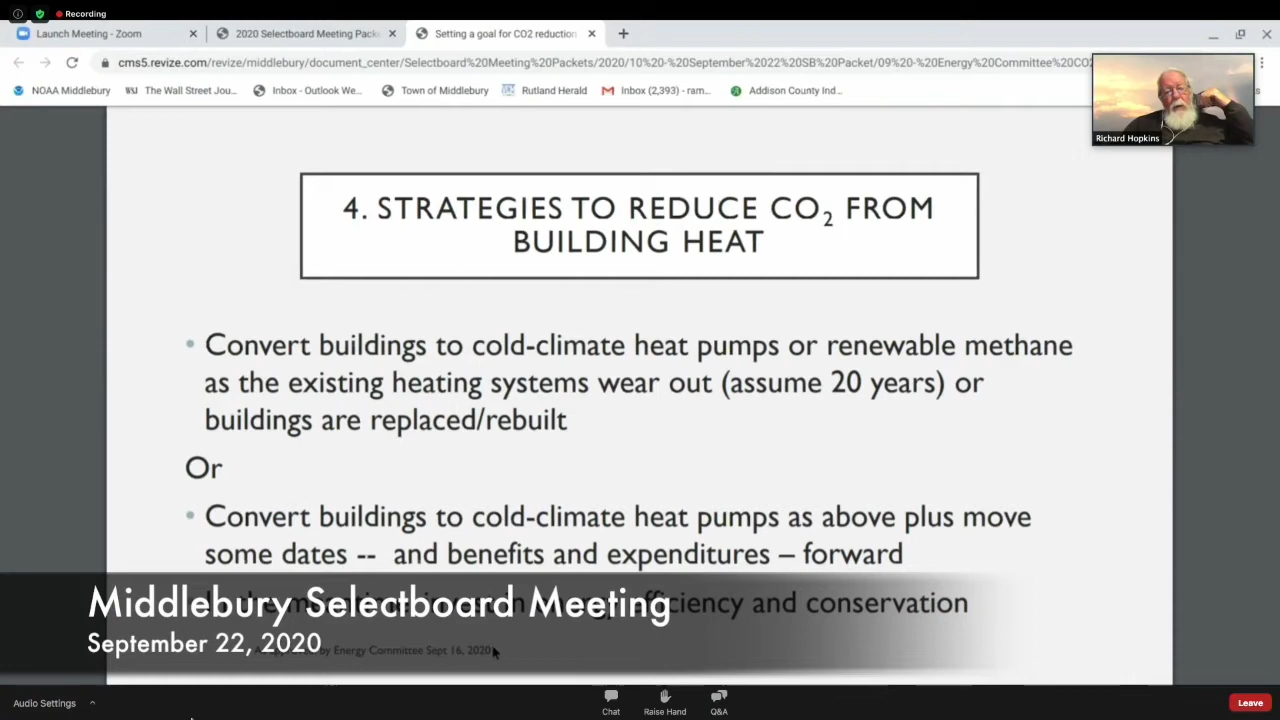 Recording
Launch Meeting - Zoom
2020 Selectboard Meeting Pack
Setting a goal for CO2 reduction
cms5.revize.com/revize/middlebury/document_center/Selectboard%20Meeting%20Packets/2020/10%20-%20September%2022%20SB%20Packet/09%20-%20Energy%20Committee%20CO
NOAA Middlebury
WSJ The Wall Street Jou...
Inbox - Outlook We...
Town of Middlebury
Rutland Herald
Inbox (2,393) - ram...
Addison County Ind...
Richard Hopkins
4. STRATEGIES TO REDUCE CO₂ FROM
BUILDING HEAT
• Convert buildings to cold-climate heat pumps or renewable methane
as the existing heating systems wear out (assume 20 years) or
buildings are replaced/rebuilt
Or
• Convert buildings to cold-climate heat pumps as above plus move
some dates -- and benefits and expenditures – forward
efficiency and conservation
Middlebury Selectboard Meeting
September 22, 2020
by Energy Committee Sept 16, 2020
Audio Settings
Chat
Raise Hand
Q&A
Leave